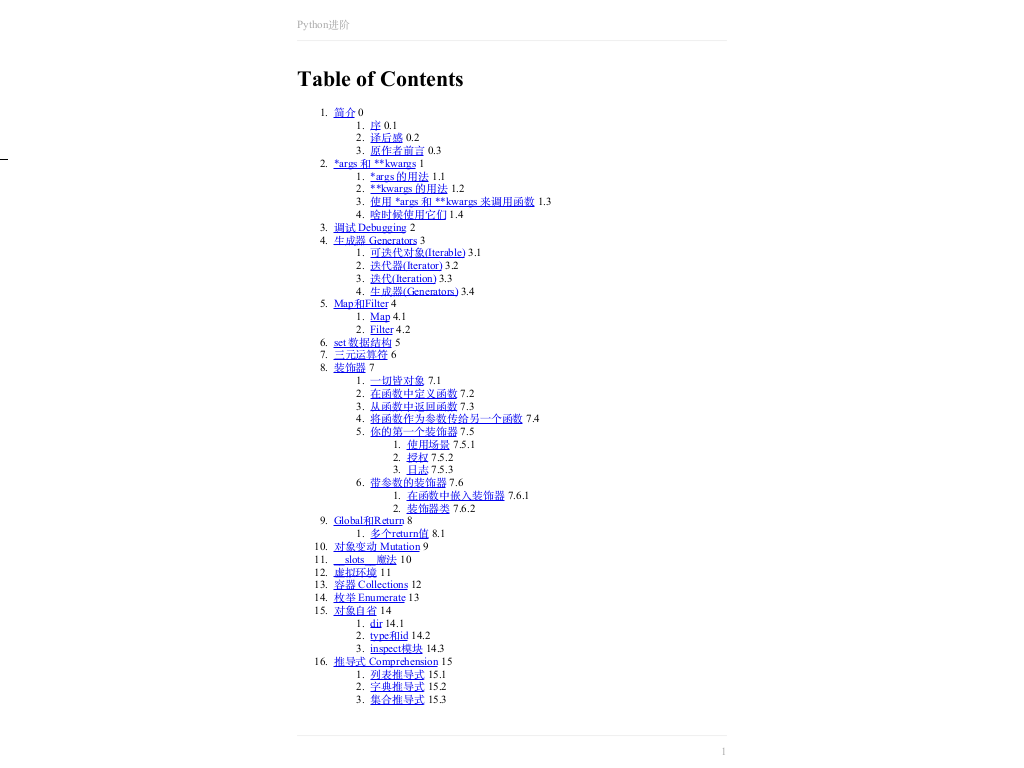 Python进阶
Table of Contents
1. 简介 0
1. 序 0.1
2. 译后感 0.2
3. 原作者前言 0.3
2. *args 和 **kwargs 1
1. *args 的用法 1.1
2. **kwargs 的用法 1.2
3. 使用 *args 和 **kwargs 来调用函数 1.3
4. 啥时候使用它们 1.4
3. 调试 Debugging 2
4. 生成器 Generators 3
1. 可迭代对象(Iterable) 3.1
2. 迭代器(Iterator) 3.2
3. 迭代(Iteration) 3.3
4. 生成器(Generators) 3.4
5. Map和Filter 4
1. Map 4.1
2. Filter 4.2
6. set 数据结构 5
7. 三元运算符 6
8. 装饰器 7
1. 一切皆对象 7.1
2. 在函数中定义函数 7.2
3. 从函数中返回函数 7.3
4. 将函数作为参数传给另一个函数 7.4
5. 你的第一个装饰器 7.5
1. 使用场景 7.5.1
2. 授权 7.5.2
3. 日志 7.5.3
6. 带参数的装饰器 7.6
1. 在函数中嵌入装饰器 7.6.1
2. 装饰器类 7.6.2
9. Global和Return 8
1. 多个return值 8.1
10. 对象变动 Mutation 9
11. __slots__魔法 10
12. 虚拟环境 11
13. 容器 Collections 12
14. 枚举 Enumerate 13
15. 对象自省 14
1. dir 14.1
2. type和id 14.2
3. inspect模块 14.3
16. 推导式 Comprehension 15
1. 列表推导式 15.1
2. 字典推导式 15.2
3. 集合推导式 15.3
1